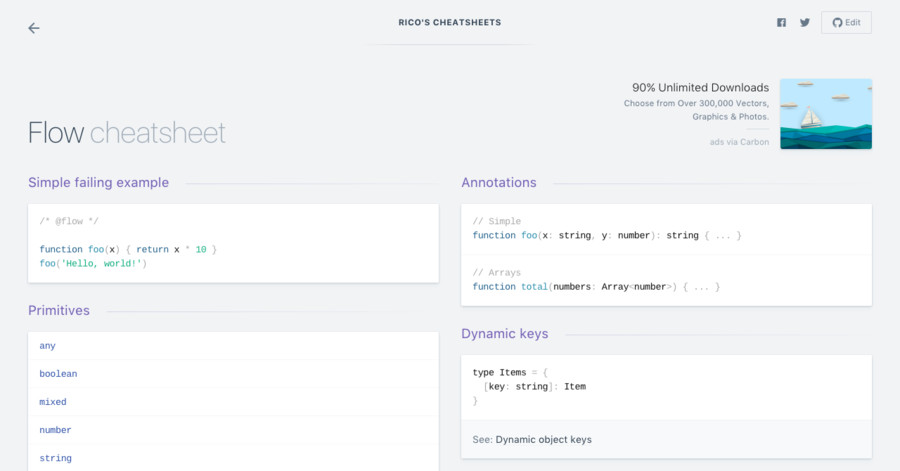 RICO'S CHEATSHEETS
Edit
90% Unlimited Downloads
Choose from Over 300,000 Vectors,
Graphics & Photos.
ads via Carbon
Flow cheatsheet
Simple failing example
/* @flow */
function foo(x) { return x * 10 }
foo('Hello, world!')
Primitives
any
boolean
mixed
number
string
Annotations
// Simple
function foo(x: string, y: number): string { ... }
// Arrays
function total(numbers: Array<number>) { ... }
Dynamic keys
type Items = {
  [key: string]: Item
}
See: Dynamic object keys